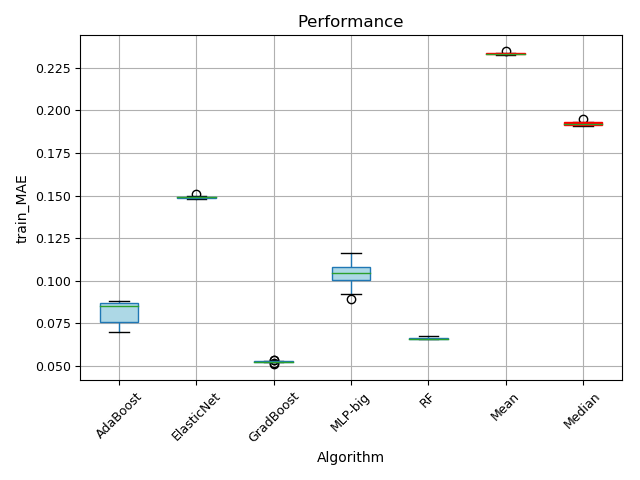 Performance
train_MAE
0.225
0.200
0.175
0.150
0.125
0.100
0.075
0.050
AdaBoost
ElasticNet
GradBoost
MLP-big
RF
Mean
Median
Algorithm